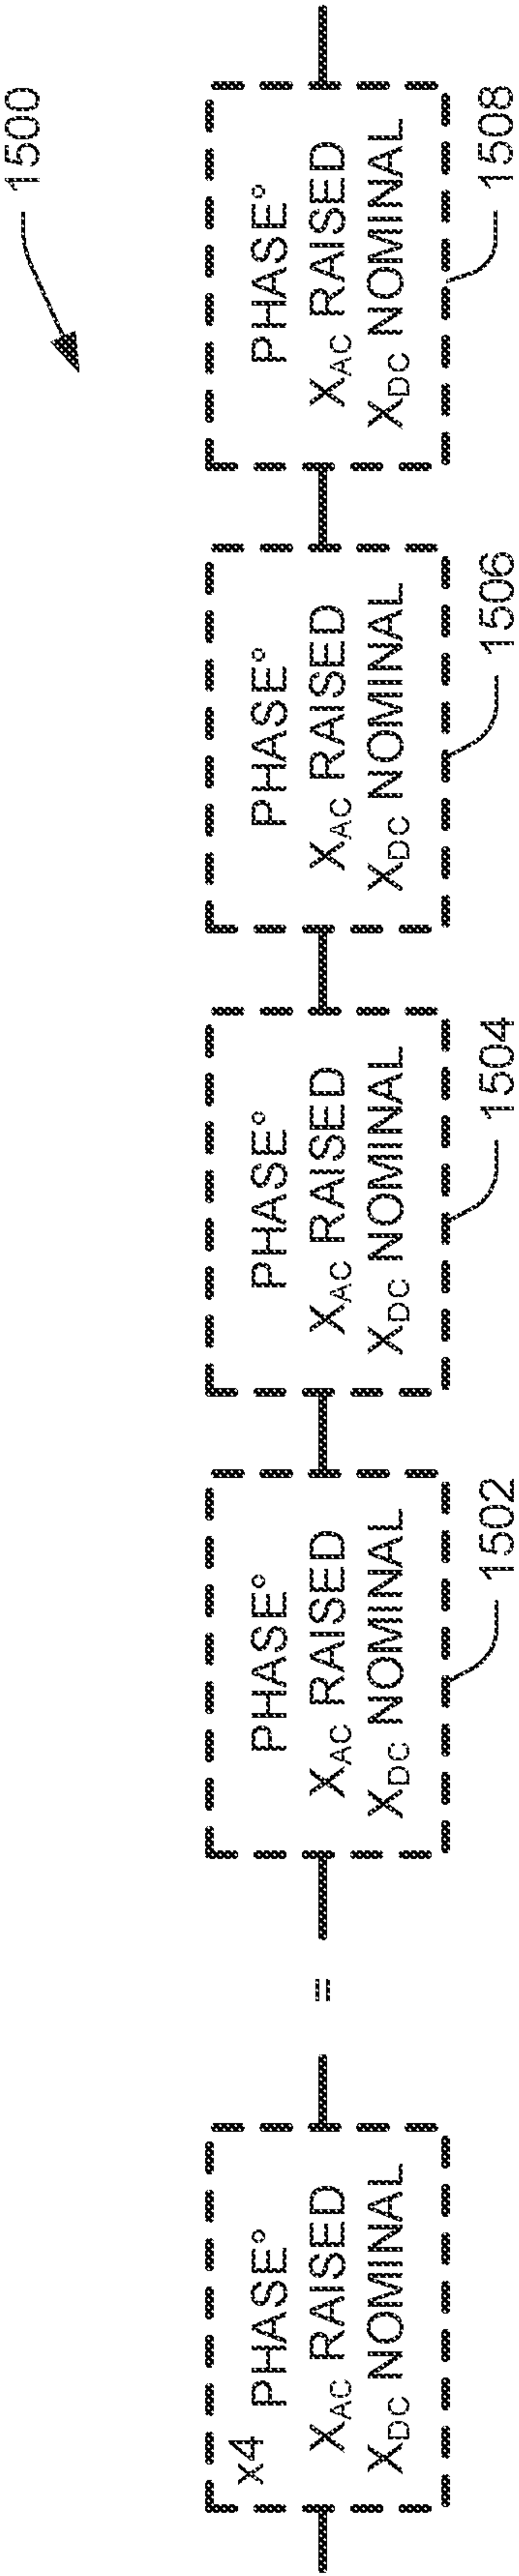 1500
x4
PHASE°
XAC RAISED
XDC NOMINAL
=
PHASE°
XAC RAISED
XDC NOMINAL
1502
PHASE°
XAC RAISED
XDC NOMINAL
1504
PHASE°
XAC RAISED
XDC NOMINAL
1506
PHASE°
XAC RAISED
XDC NOMINAL
1508